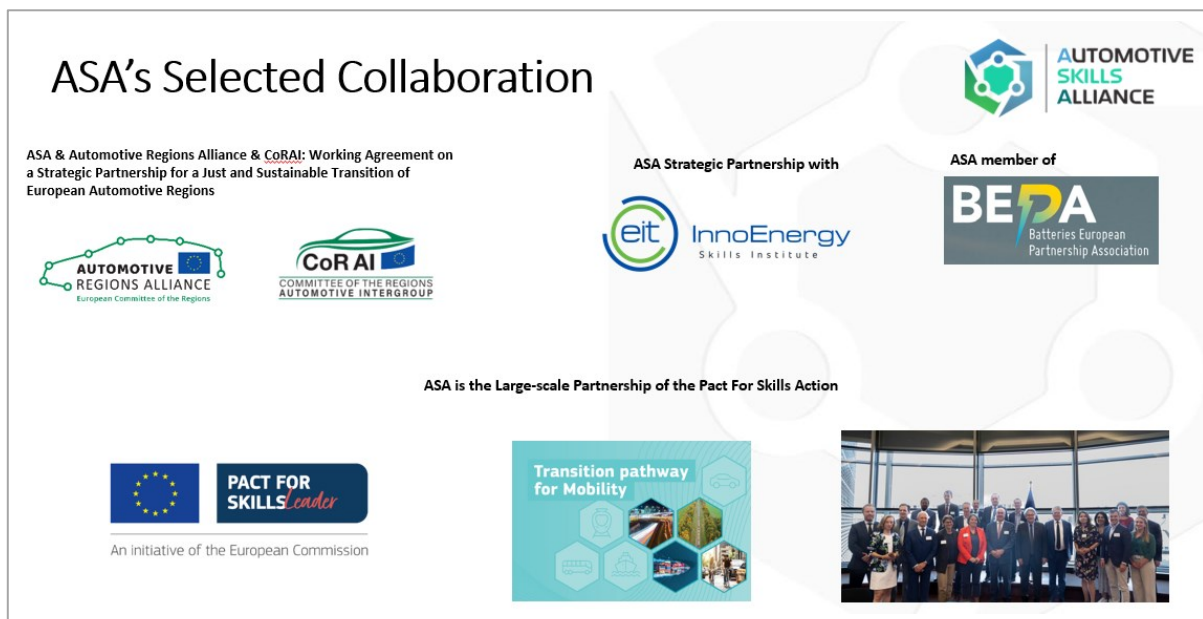 ASA's Selected Collaboration
AUTOMOTIVE
SKILLS
ALLIANCE
ASA & Automotive Regions Alliance & CoRAI: Working Agreement on
a Strategic Partnership for a Just and Sustainable Transition of
European Automotive Regions
AUTOMOTIVE
REGIONS ALLIANCE
European Committee of the Regions
CoR AI
COMMITTEE OF THE REGIONS
AUTOMOTIVE INTERGROUP
ASA Strategic Partnership with
eit InnoEnergy
Skills Institute
ASA member of
BEPA
Batteries European
Partnership Association
ASA is the Large-scale Partnership of the Pact For Skills Action
PACT FOR
SKILLS Leader
An initiative of the European Commission
Transition pathway
for Mobility